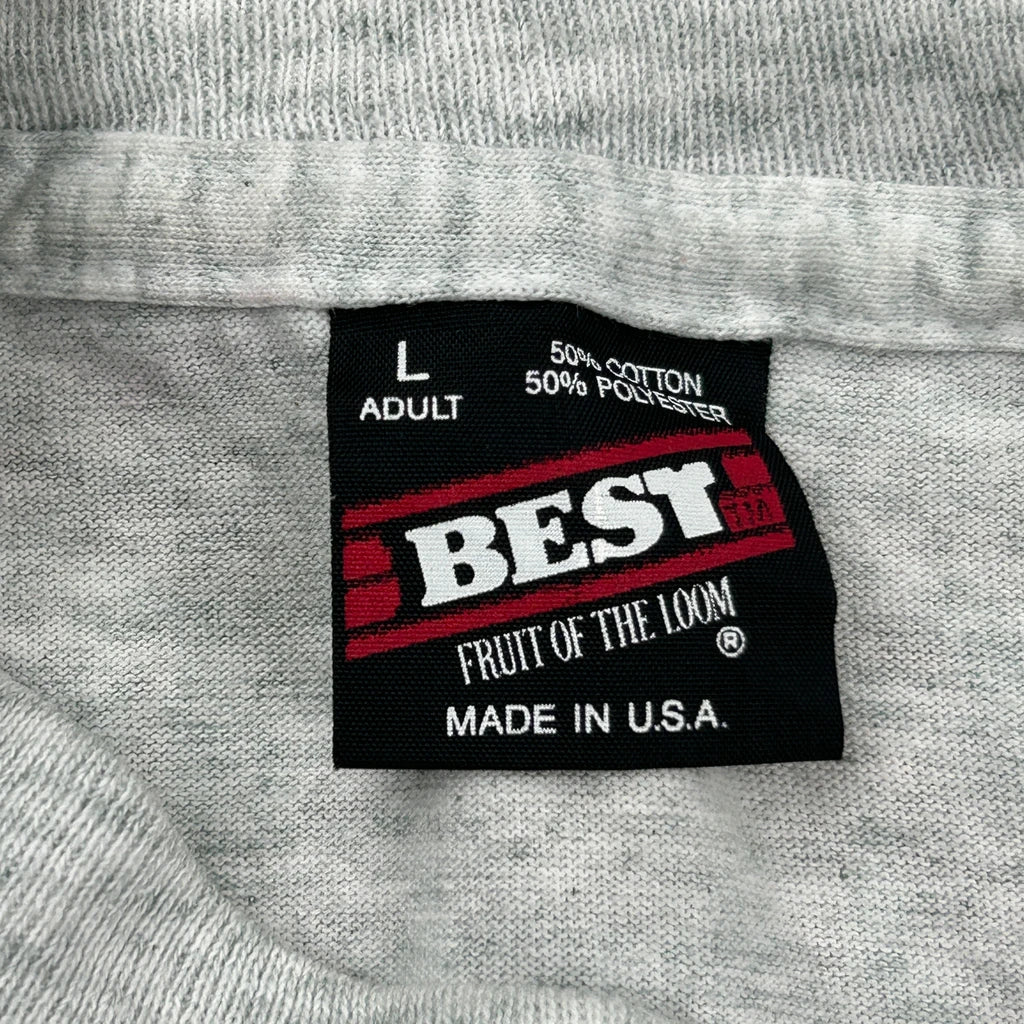 L
ADULT
50% COTTON
50% POLYESTER
BEST
FRUIT OF THE LOOM
®
MADE IN U.S.A.